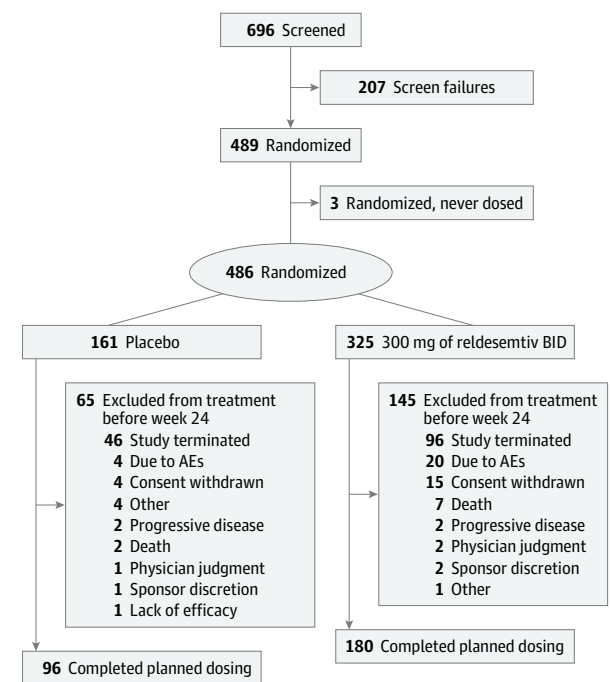 696 Screened
207 Screen failures
489 Randomized
3 Randomized, never dosed
486 Randomized
161 Placebo
65 Excluded from treatment
before week 24
46 Study terminated
4 Due to AEs
4 Consent withdrawn
4 Other
2 Progressive disease
2 Death
1 Physician judgment
1 Sponsor discretion
1 Lack of efficacy
96 Completed planned dosing
325 300 mg of reldesemtiv BID
145 Excluded from treatment
before week 24
96 Study terminated
20 Due to AEs
15 Consent withdrawn
7 Death
2 Progressive disease
2 Physician judgment
2 Sponsor discretion
1 Other
180 Completed planned dosing